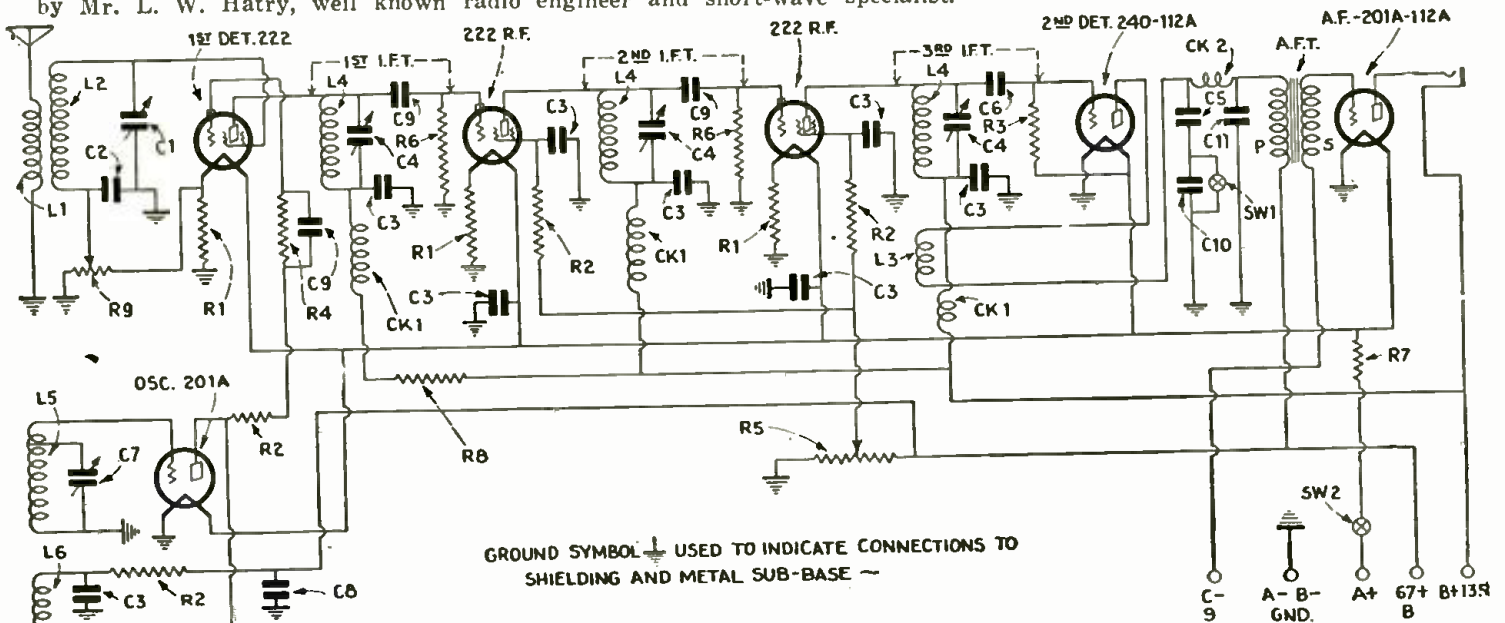 by Mr. L. W. Hatry, well known radio engineer and short-wave specialist.
1ST DET. 222
1ST I.F.T.
222 R.F.
2ND I.F.T.
222 R.F.
3RD I.F.T.
2ND DET. 240-112A
CK 2
A.F.T.
A.F.-201A-112A
L2
C1
C2
L1
R9
R1
R4
C9
L4
C9
R6
C4
C3
CK1
C3
R1
R2
C3
L4
C9
R6
C4
C3
CK1
R1
C3
R2
C3
L4
C6
R3
C4
C3
L3
CK1
C5
C11
P
S
SW1
C10
R7
OSC. 201A
L5
C7
R2
R8
R5
L6
C3
R2
C8
SW2
GROUND SYMBOL USED TO INDICATE CONNECTIONS TO
SHIELDING AND METAL SUB-BASE ~
C-
9
A- B-
GND.
A+
67+
B
B+135